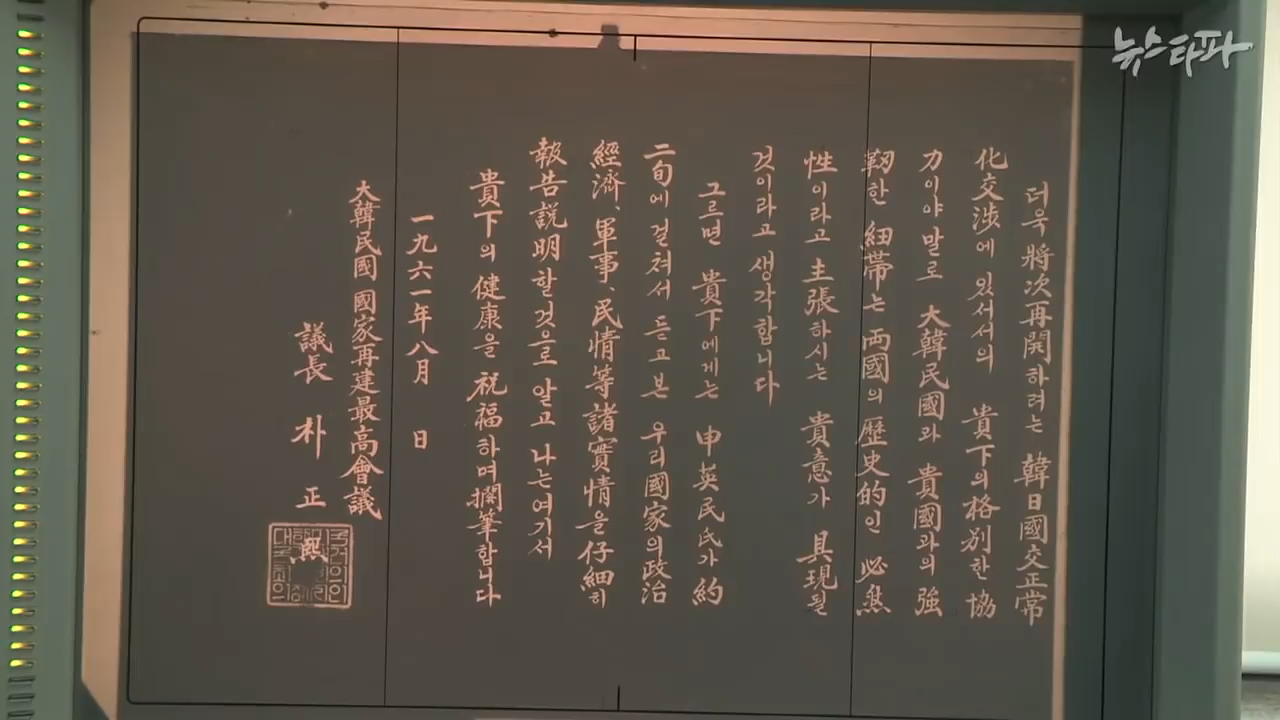 더욱 將次再開하려는 韓日國交正常
化交涉에 있서서의 貴下의 格別한 協
力이야말로 大韓民國과 貴國과의 強
靭한 紐帶는 両國의 歷史的인 必然
性이라고 主張하시는 貴意가 具現될
것이라고 생각합니다
그르면 貴下에게는 申英民氏가 約
二旬에 걸쳐서 듣고 본 우리國家의 政治
經濟、軍事、民情等 諸實情을 仔細히
報告説明할것으로 알고 나는 여기서
貴下의 健康을 祝福하며 擱筆합니다
一九六一年 八月 日
大韓民國 國家再建最高會議
議長 朴 正 熙
뉴스타파